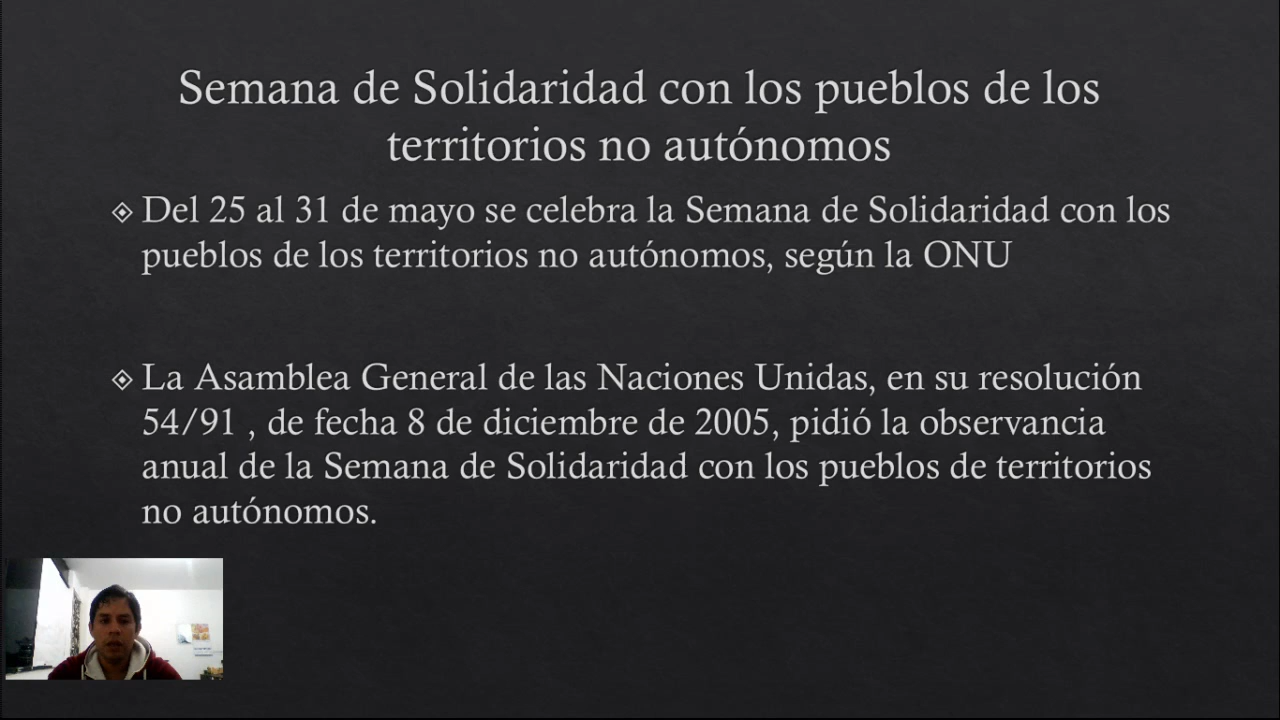 Semana de Solidaridad con los pueblos de los
territorios no autónomos
Del 25 al 31 de mayo se celebra la Semana de Solidaridad con los
pueblos de los territorios no autónomos, según la ONU
La Asamblea General de las Naciones Unidas, en su resolución
54/91 , de fecha 8 de diciembre de 2005, pidió la observancia
anual de la Semana de Solidaridad con los pueblos de territorios
no autónomos.